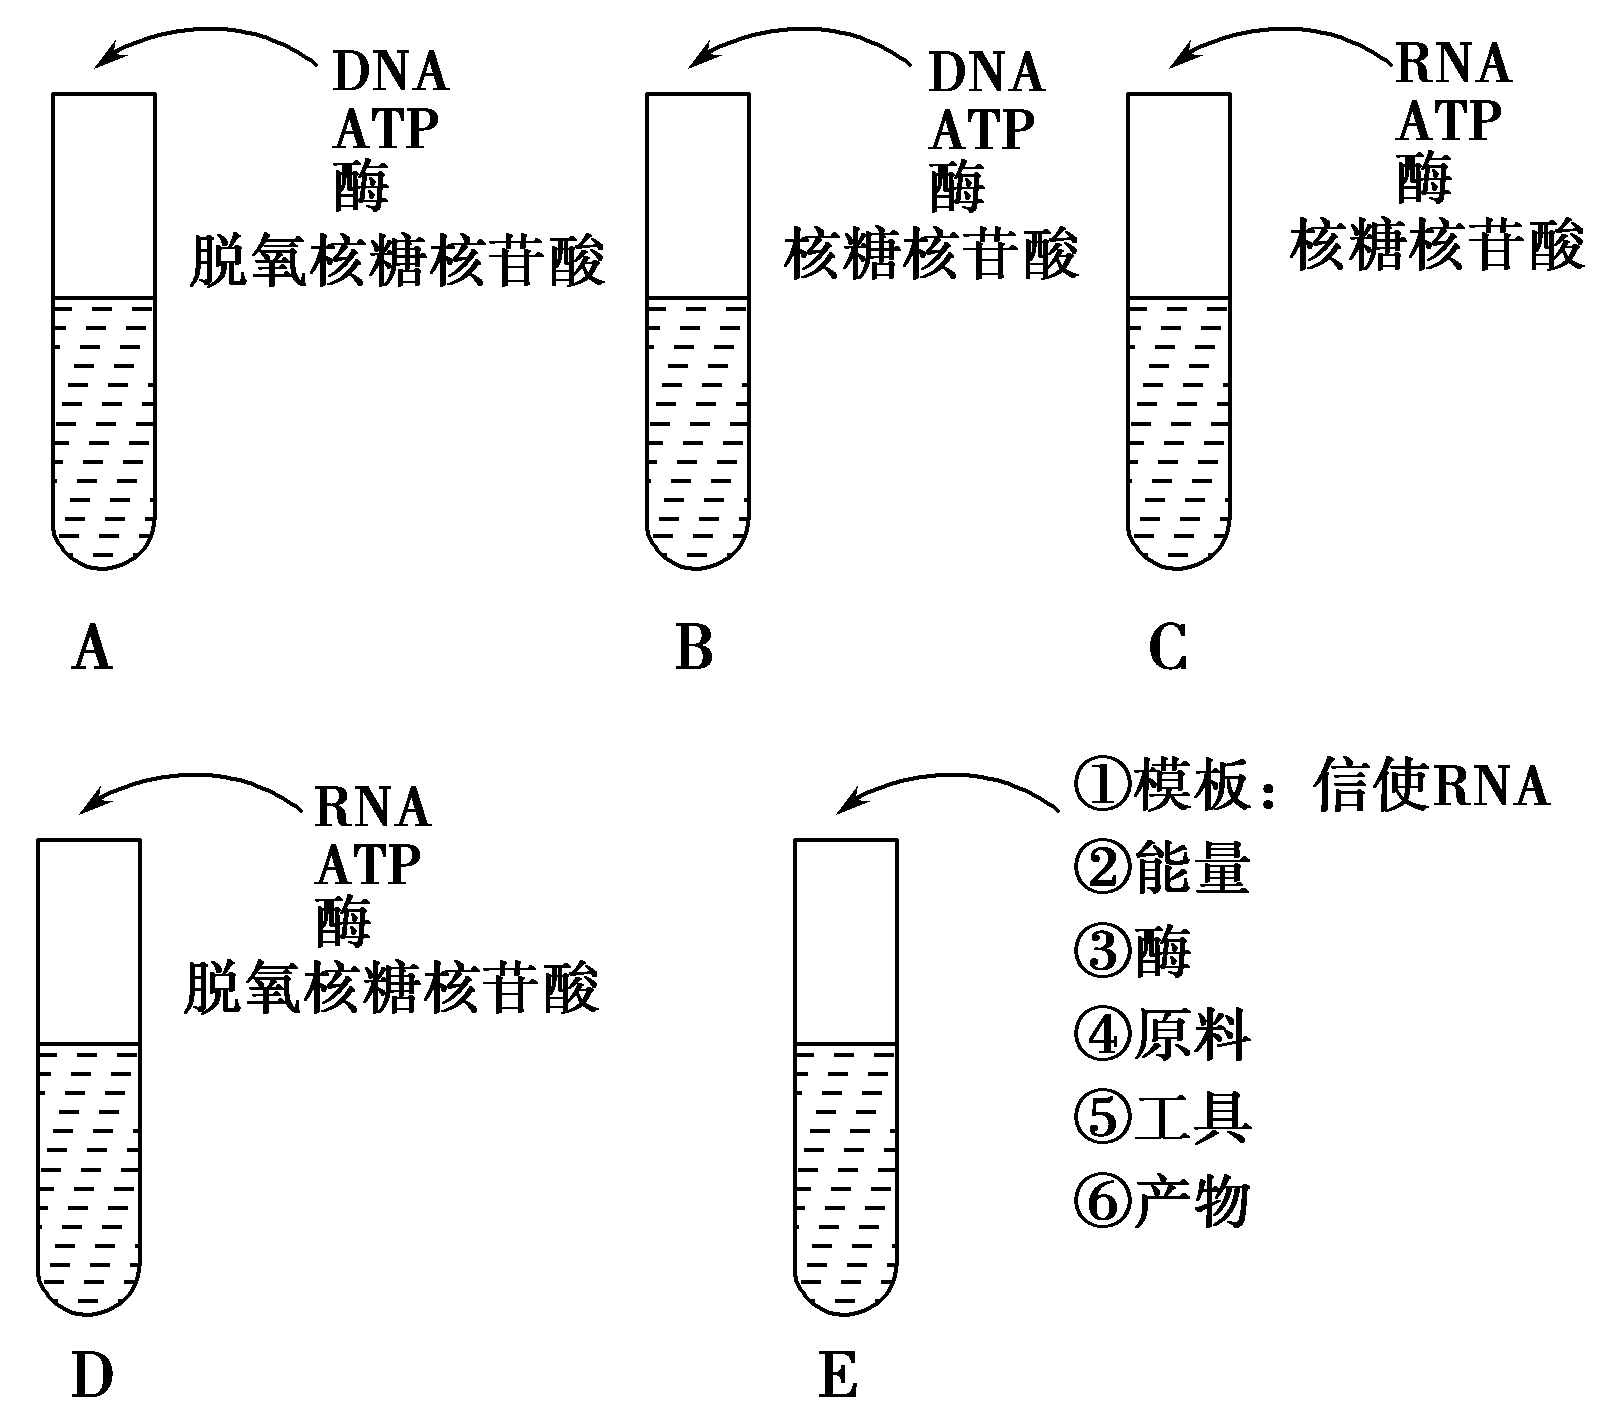 DNA
ATP
酶
脱氧核糖核苷酸
A
DNA
ATP
酶
核糖核苷酸
B
RNA
ATP
酶
核糖核苷酸
C
RNA
ATP
酶
脱氧核糖核苷酸
D
①模板：信使RNA
②能量
③酶
④原料
⑤工具
⑥产物
E